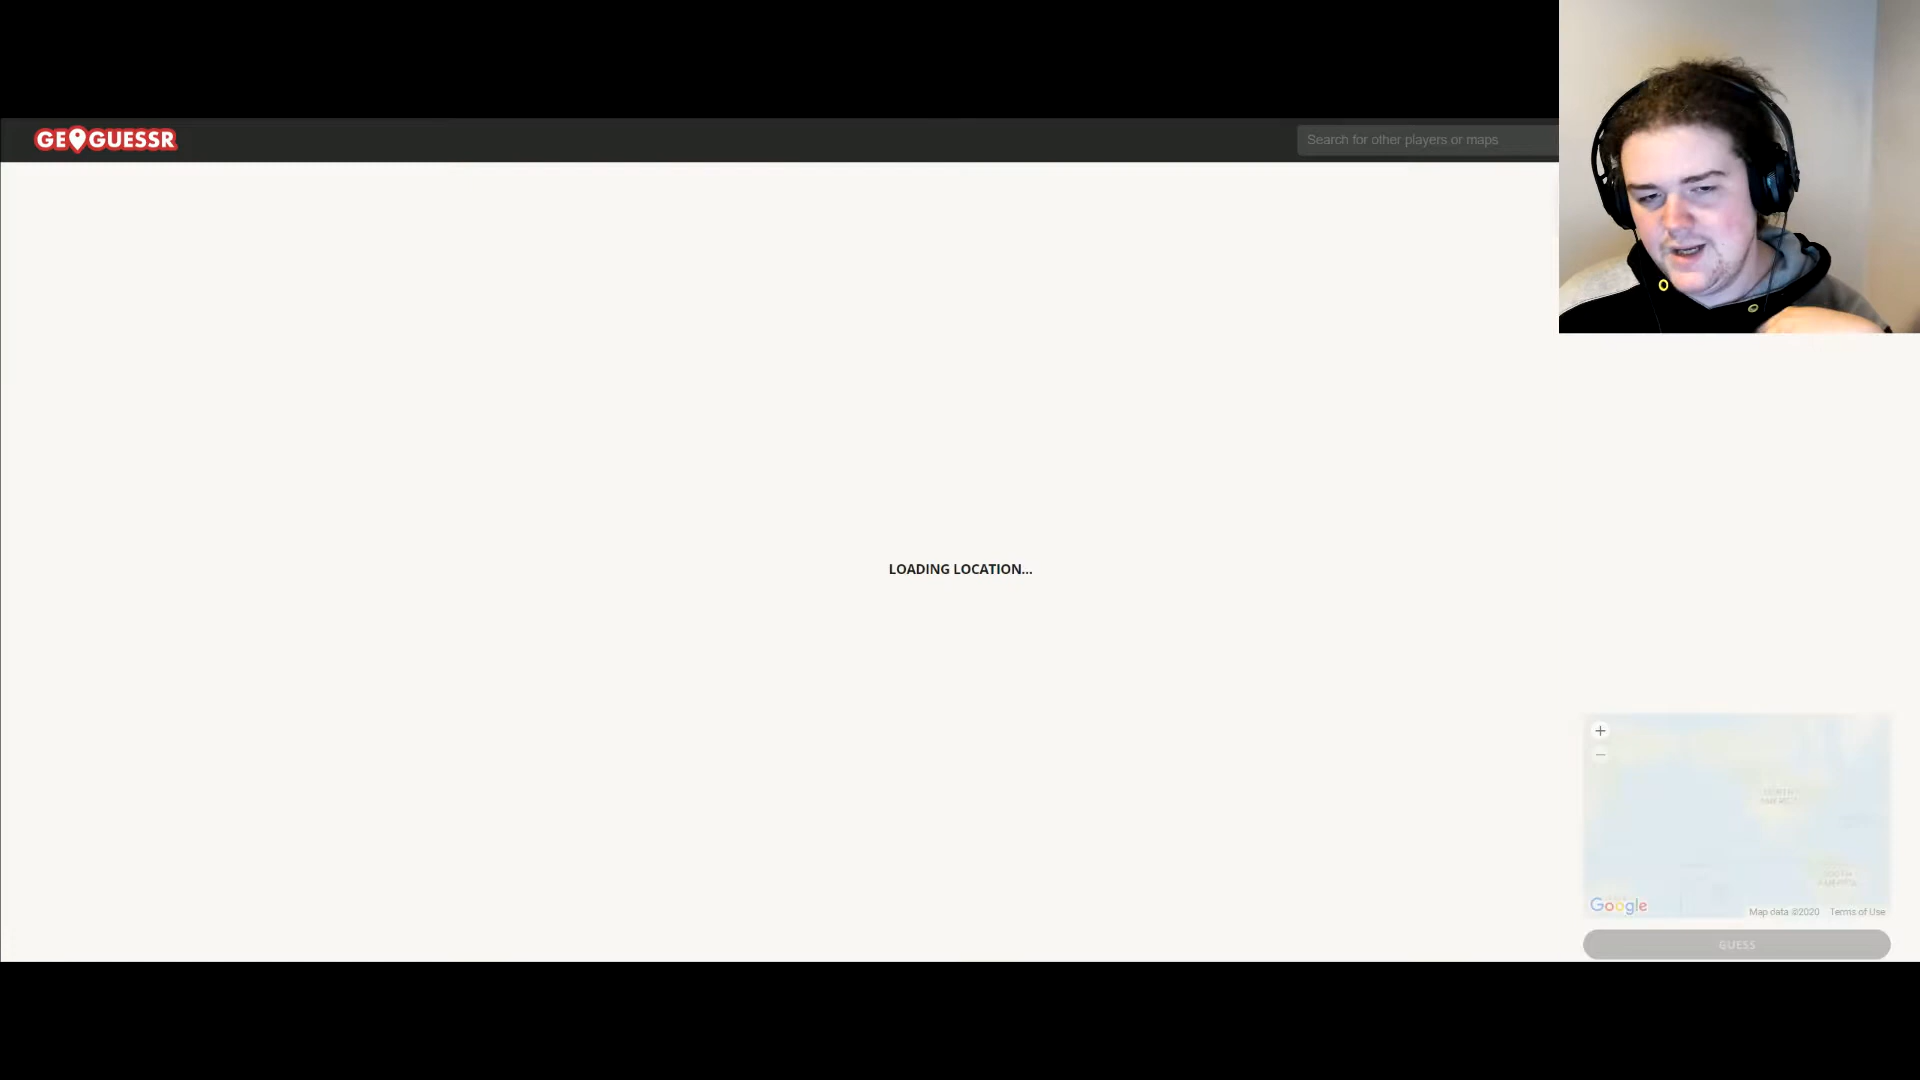 GEOGUESSR
Search for other players or maps
LOADING LOCATION...
Google
Map data ©2020 Terms of Use
GUESS